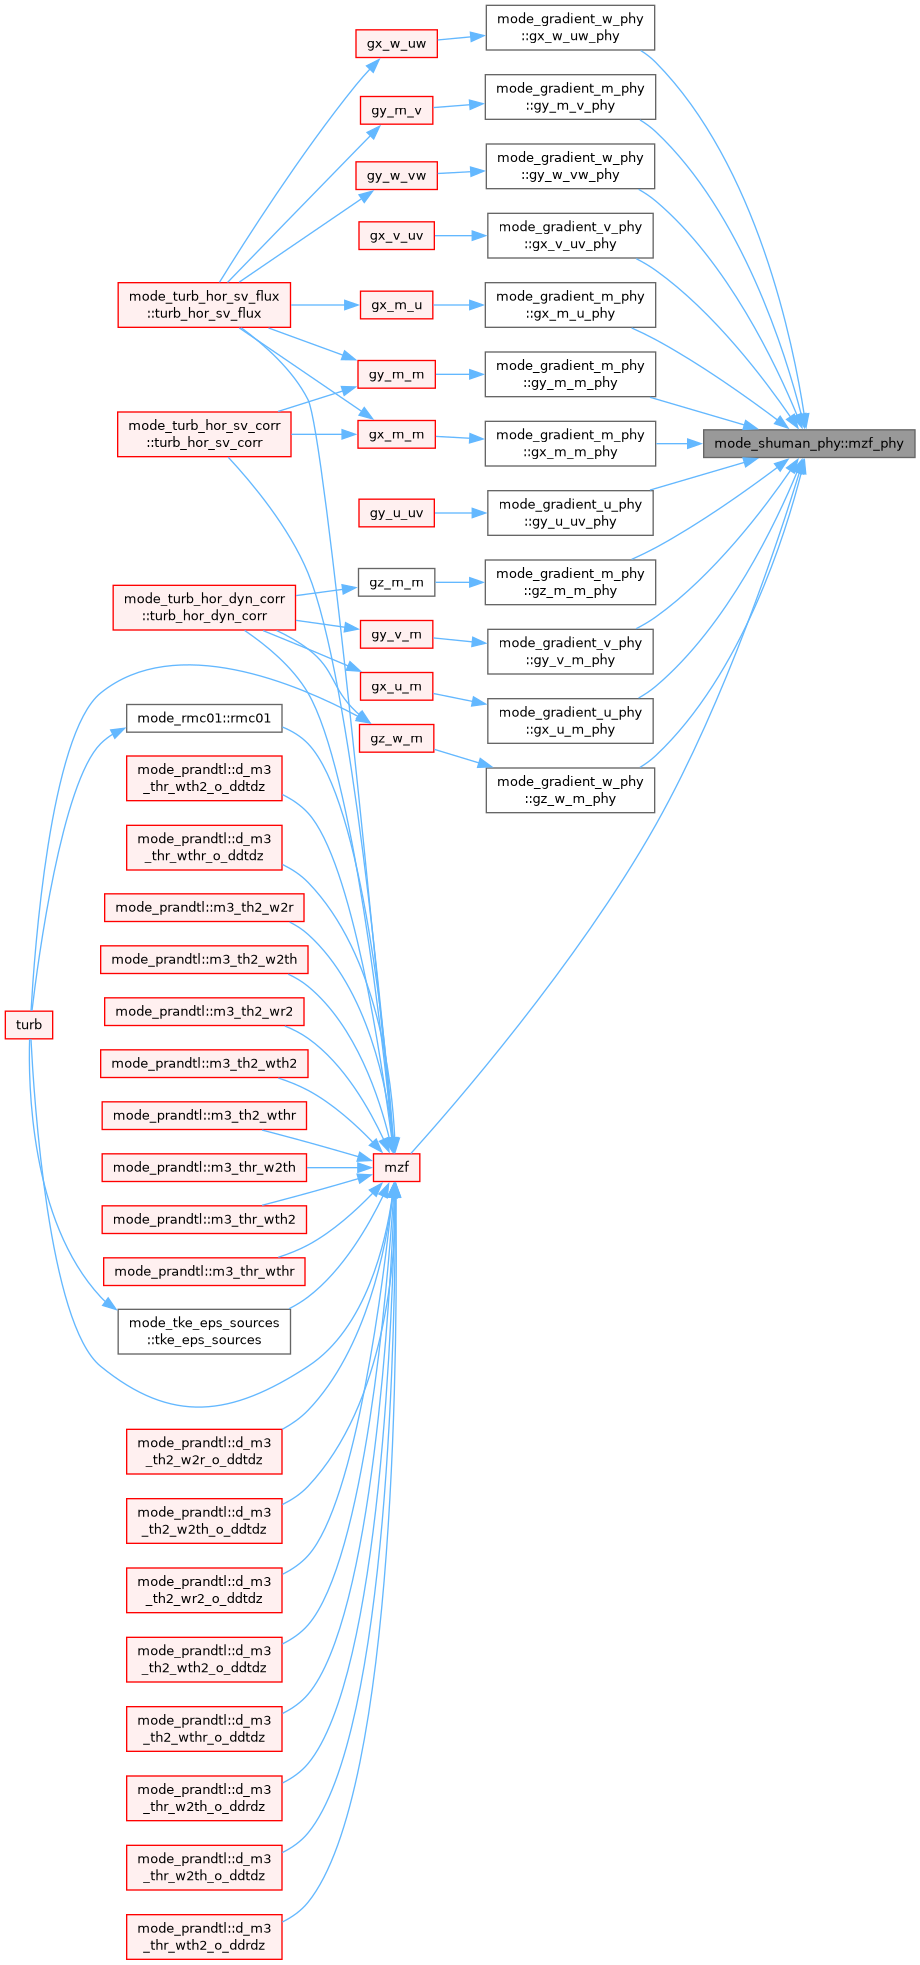 mode_gradient_w_phy
::gx_w_uw_phy
gx_w_uw
mode_gradient_m_phy
::gy_m_v_phy
gy_m_v
mode_gradient_w_phy
::gy_w_vw_phy
gy_w_vw
mode_gradient_v_phy
::gx_v_uv_phy
gx_v_uv
mode_turb_hor_sv_flux
::turb_hor_sv_flux
gx_m_u
mode_gradient_m_phy
::gx_m_u_phy
gy_m_m
mode_gradient_m_phy
::gy_m_m_phy
mode_turb_hor_sv_corr
::turb_hor_sv_corr
gx_m_m
mode_gradient_m_phy
::gx_m_m_phy
mode_shuman_phy::mzf_phy
gy_u_uv
mode_gradient_u_phy
::gy_u_uv_phy
gz_m_m
mode_gradient_m_phy
::gz_m_m_phy
mode_turb_hor_dyn_corr
::turb_hor_dyn_corr
gy_v_m
mode_gradient_v_phy
::gy_v_m_phy
gx_u_m
mode_gradient_u_phy
::gx_u_m_phy
mode_rmc01::rmc01
gz_w_m
mode_gradient_w_phy
::gz_w_m_phy
mode_prandtl::d_m3
_thr_wth2_o_ddtdz
mode_prandtl::d_m3
_thr_wthr_o_ddtdz
mode_prandtl::m3_th2_w2r
mode_prandtl::m3_th2_w2th
mode_prandtl::m3_th2_wr2
turb
mode_prandtl::m3_th2_wth2
mode_prandtl::m3_th2_wthr
mode_prandtl::m3_thr_w2th
mzf
mode_prandtl::m3_thr_wth2
mode_prandtl::m3_thr_wthr
mode_tke_eps_sources
::tke_eps_sources
mode_prandtl::d_m3
_th2_w2r_o_ddtdz
mode_prandtl::d_m3
_th2_w2th_o_ddtdz
mode_prandtl::d_m3
_th2_wr2_o_ddtdz
mode_prandtl::d_m3
_th2_wth2_o_ddtdz
mode_prandtl::d_m3
_th2_wthr_o_ddtdz
mode_prandtl::d_m3
_thr_w2th_o_ddrdz
mode_prandtl::d_m3
_thr_w2th_o_ddtdz
mode_prandtl::d_m3
_thr_wth2_o_ddrdz